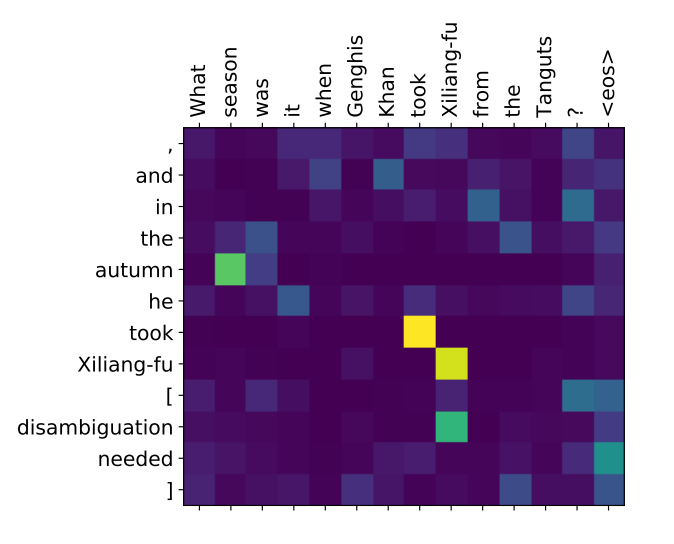 What season was it when Genghis Khan took Xiliang-fu from the Tanguts ? <eos>
,
and
in
the
autumn
he
took
Xiliang-fu
[
disambiguation
needed
]